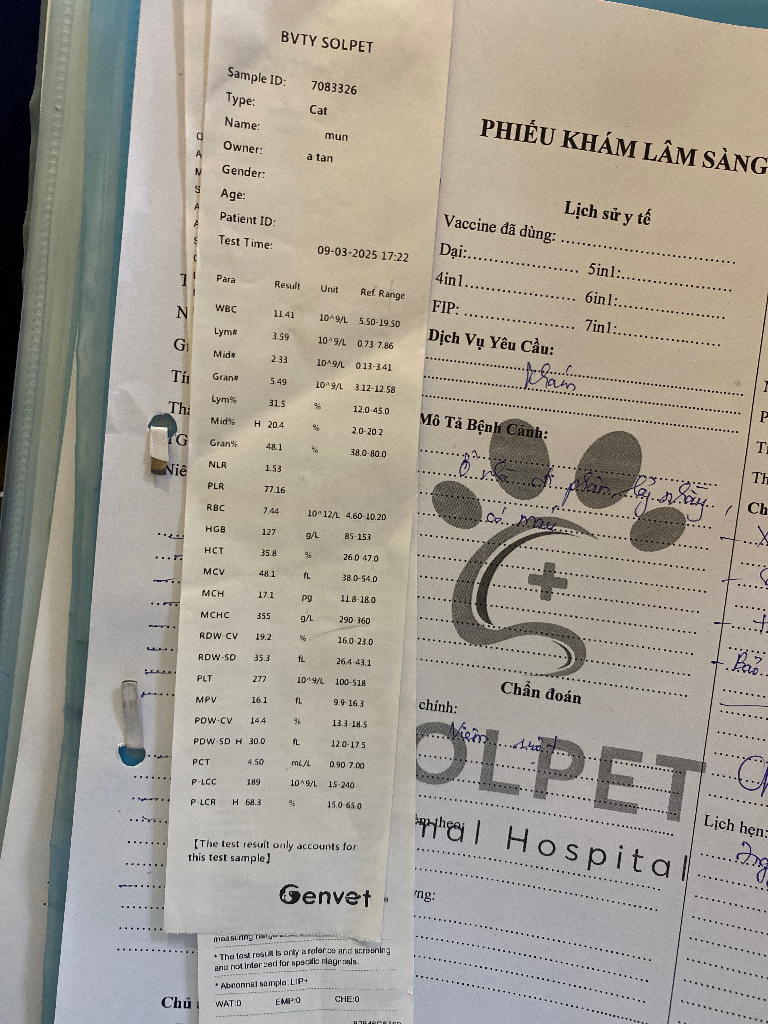 BVTY SOLPET
Sample ID: 7083326
Type: Cat
Name: mun
Owner: a tan
Gender:
Age:
Patient ID:
Test Time: 09-03-2025 17:22
Para Result Unit Ref. Range
WBC 11.41 10^9/L 5.50-19.50
Lym# 3.59 10^9/L 0.73-7.86
Mid# 2.33 10^9/L 0.13-3.41
Gran# 5.49 10^9/L 3.12-12.58
Lym% 31.5 % 12.0-45.0
Mid% H 20.4 % 2.0-20.2
Gran% 48.1 % 38.0-80.0
NLR 1.53
PLR 77.16
RBC 7.44 10^12/L 4.60-10.20
HGB 127 g/L 85-153
HCT 35.8 % 26.0-47.0
MCV 48.1 fL 38.0-54.0
MCH 17.1 pg 11.8-18.0
MCHC 355 g/L 290-360
RDW-CV 19.2 % 16.0-23.0
RDW-SD 35.3 fL 26.4-43.1
PLT 277 10^9/L 100-518
MPV 16.1 fL 9.9-16.3
PDW-CV 14.4 % 13.3-18.5
PDW-SD H 30.0 fL 12.0-17.5
PCT 4.50 mL/L 0.90-7.00
P-LCC 189 10^9/L 15-240
P-LCR H 68.3 % 15.0-65.0
【The test result only accounts for
this test sample】
Genvet
* The test result is only a reference and screening
and not intended for specific diagnosis.
* Abnormal sample: LIP+
WAT:0 EMP:0 CHE:0
Chủ
PHIẾU KHÁM LÂM SÀNG
Lịch sử y tế
Vaccine đã dùng:
Dại: 5in1:
4in1 6in1:
FIP: 7in1:
Dịch Vụ Yêu Cầu:
khám
Mô Tả Bệnh Cảnh:
Ở nhà phân nhầy,
có máu
Chẩn đoán
chính:
Viêm ruột
OLPET
nal Hospital
Lịch hẹn:
Bảo